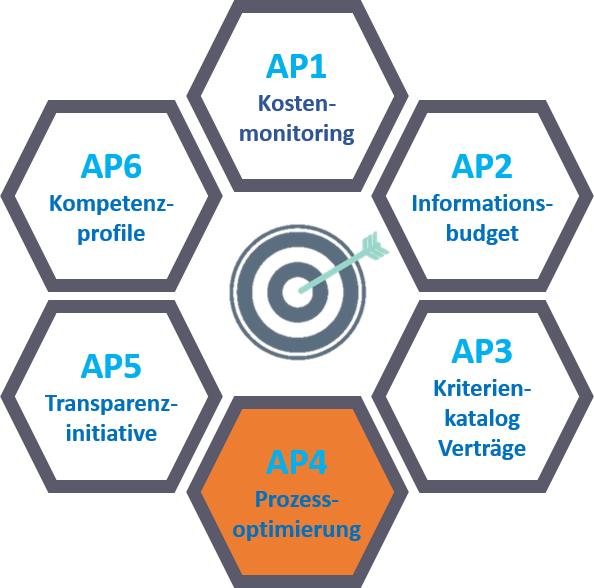 AP1
Kosten-
monitoring
AP2
Informations-
budget
AP3
Kriterien-
katalog
Verträge
AP4
Prozess-
optimierung
AP5
Transparenz-
initiative
AP6
Kompetenz-
profile